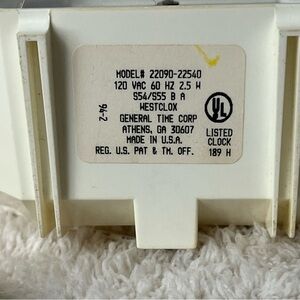 MODEL# 22090-22540
120 VAC 60 HZ 2.5 W
S54/S55 B A
WESTCLOX
GENERAL TIME CORP
ATHENS, GA 30607
MADE IN U.S.A.
REG. U.S. PAT & TM. OFF.
94-2
UL
LISTED
CLOCK
189 H